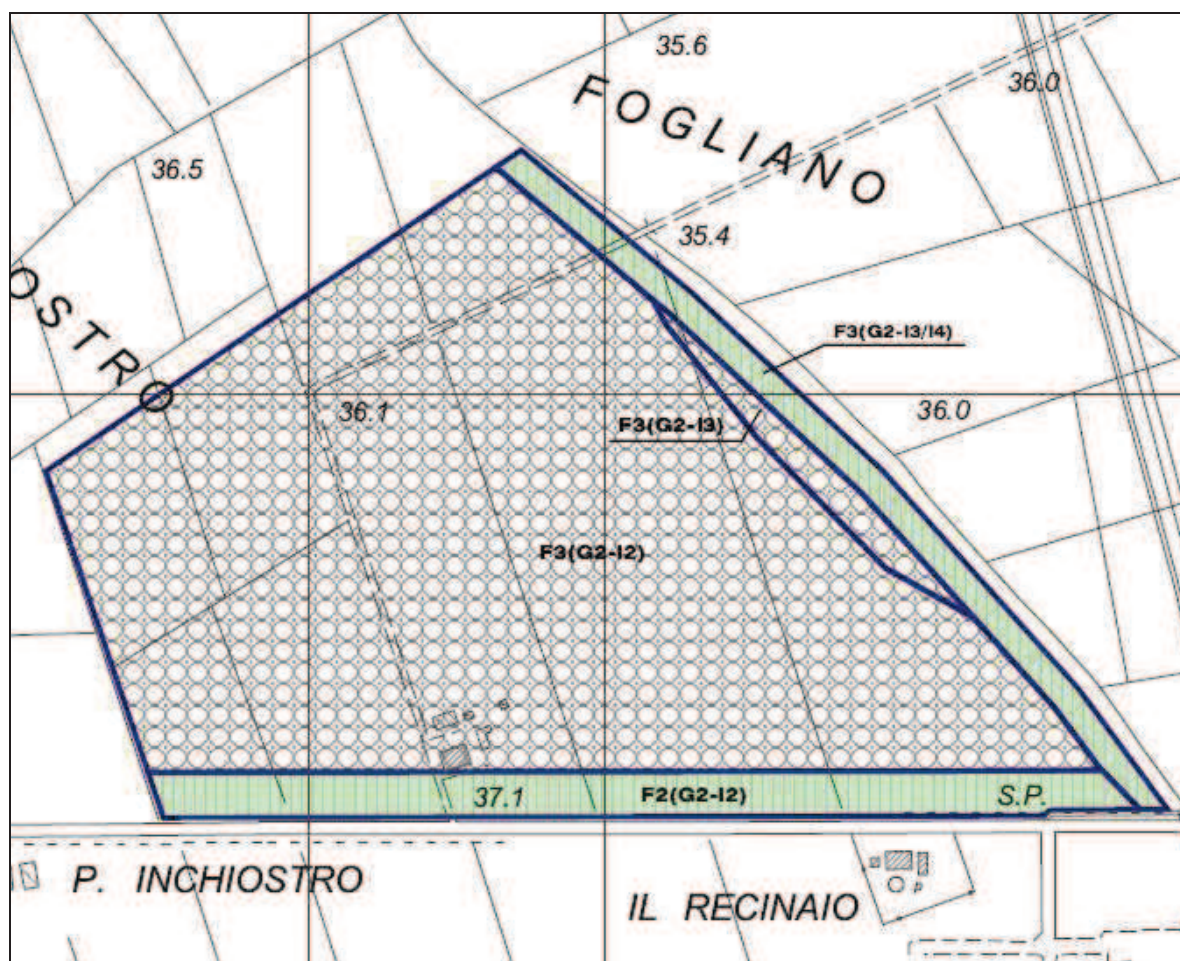 35.6
36.0
FOGLIANO
36.5
35.4
OSTRO
F3(G2-I3/I4)
36.1
36.0
F3(G2-I3)
F3(G2-I2)
37.1
F2(G2-I2)
S.P.
P. INCHIOSTRO
IL RECINAIO